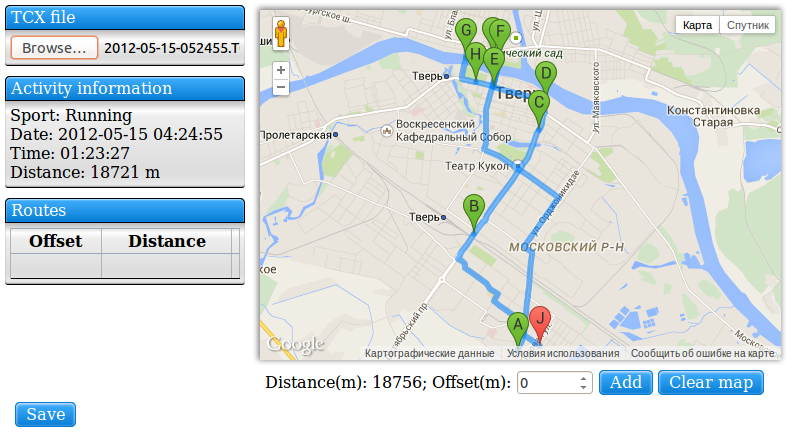 TCX file
Browse... 2012-05-15-052455.T
Activity information
Sport: Running
Date: 2012-05-15 04:24:55
Time: 01:23:27
Distance: 18721 m
Routes
Offset Distance
Save
Карта Спутник
G
F
H
E
D
C
B
A
J
+
−
Тверь
Тверь
Константиновка
Старая
ул. Маяковского
Пролетарская
Воскресенский
Кафедральный Собор
Театр Кукол
ул. Орджоникидзе
Тверь
МОСКОВСКИЙ Р-Н
кое
Google
Картографические данные Условия использования Сообщить об ошибке на карте
Distance(m): 18756; Offset(m): 0 Add Clear map